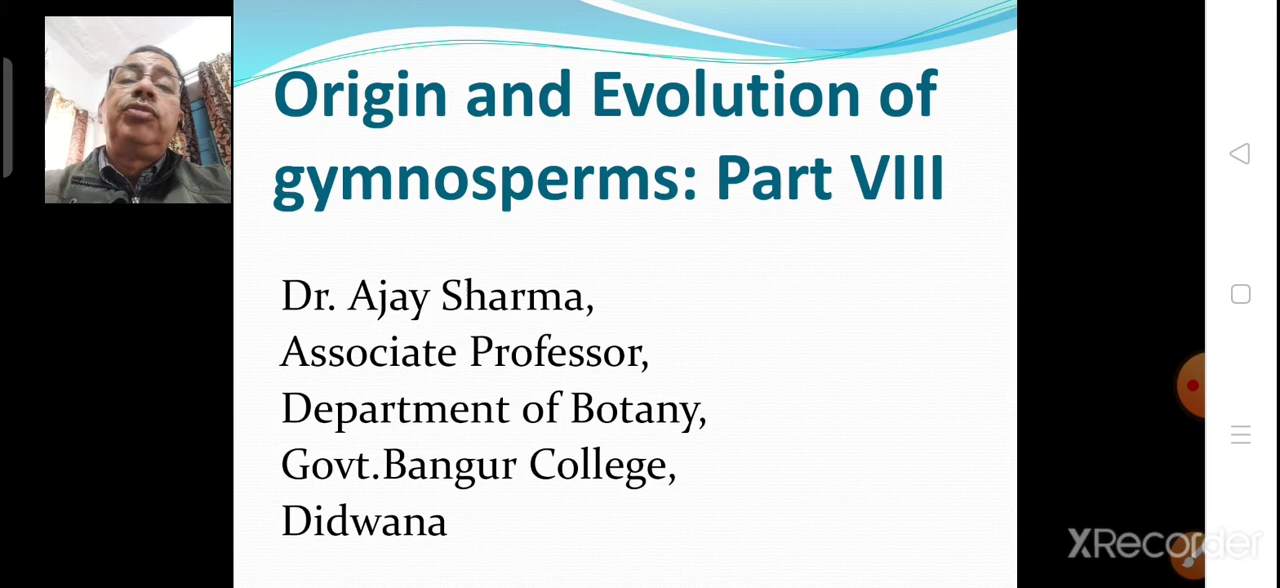 Origin and Evolution of
gymnosperms: Part VIII
Dr. Ajay Sharma,
Associate Professor,
Department of Botany,
Govt.Bangur College,
Didwana
XRecorder